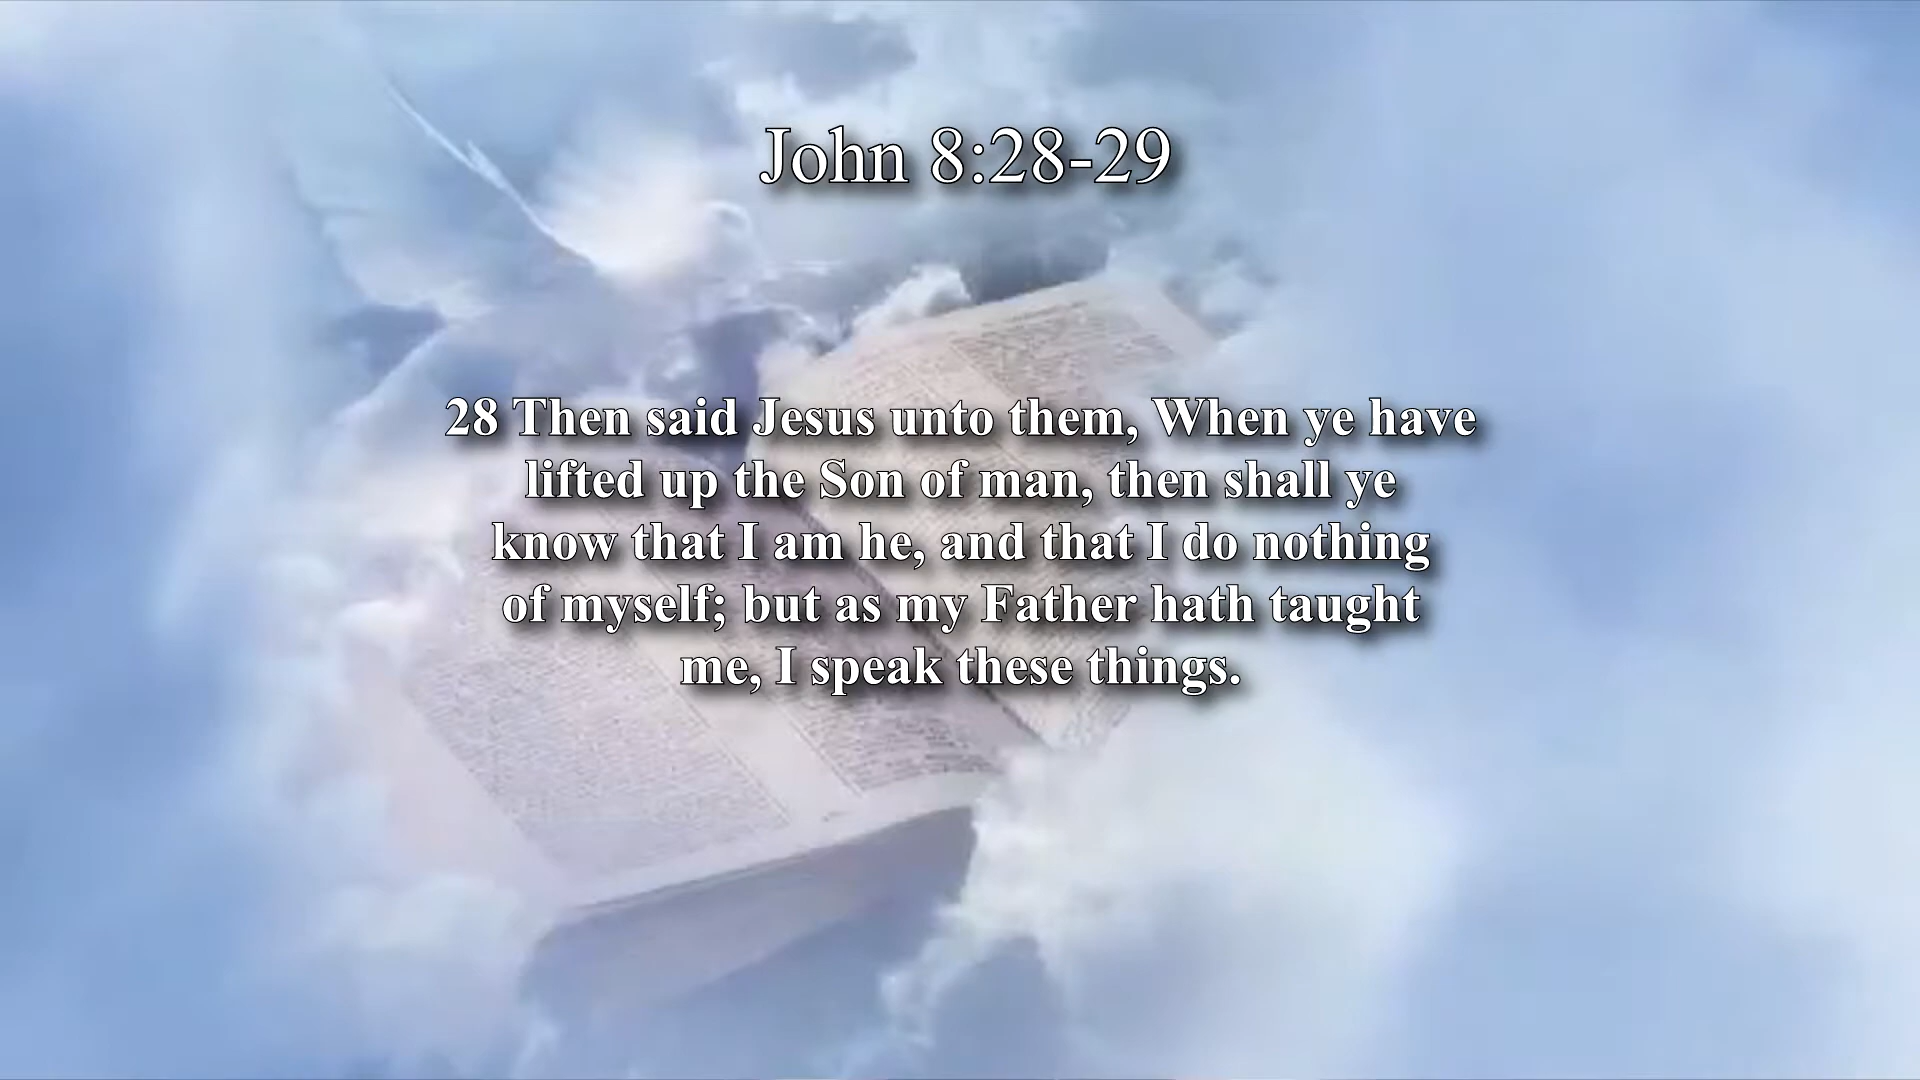 John 8:28-29
28 Then said Jesus unto them, When ye have
lifted up the Son of man, then shall ye
know that I am he, and that I do nothing
of myself; but as my Father hath taught
me, I speak these things.